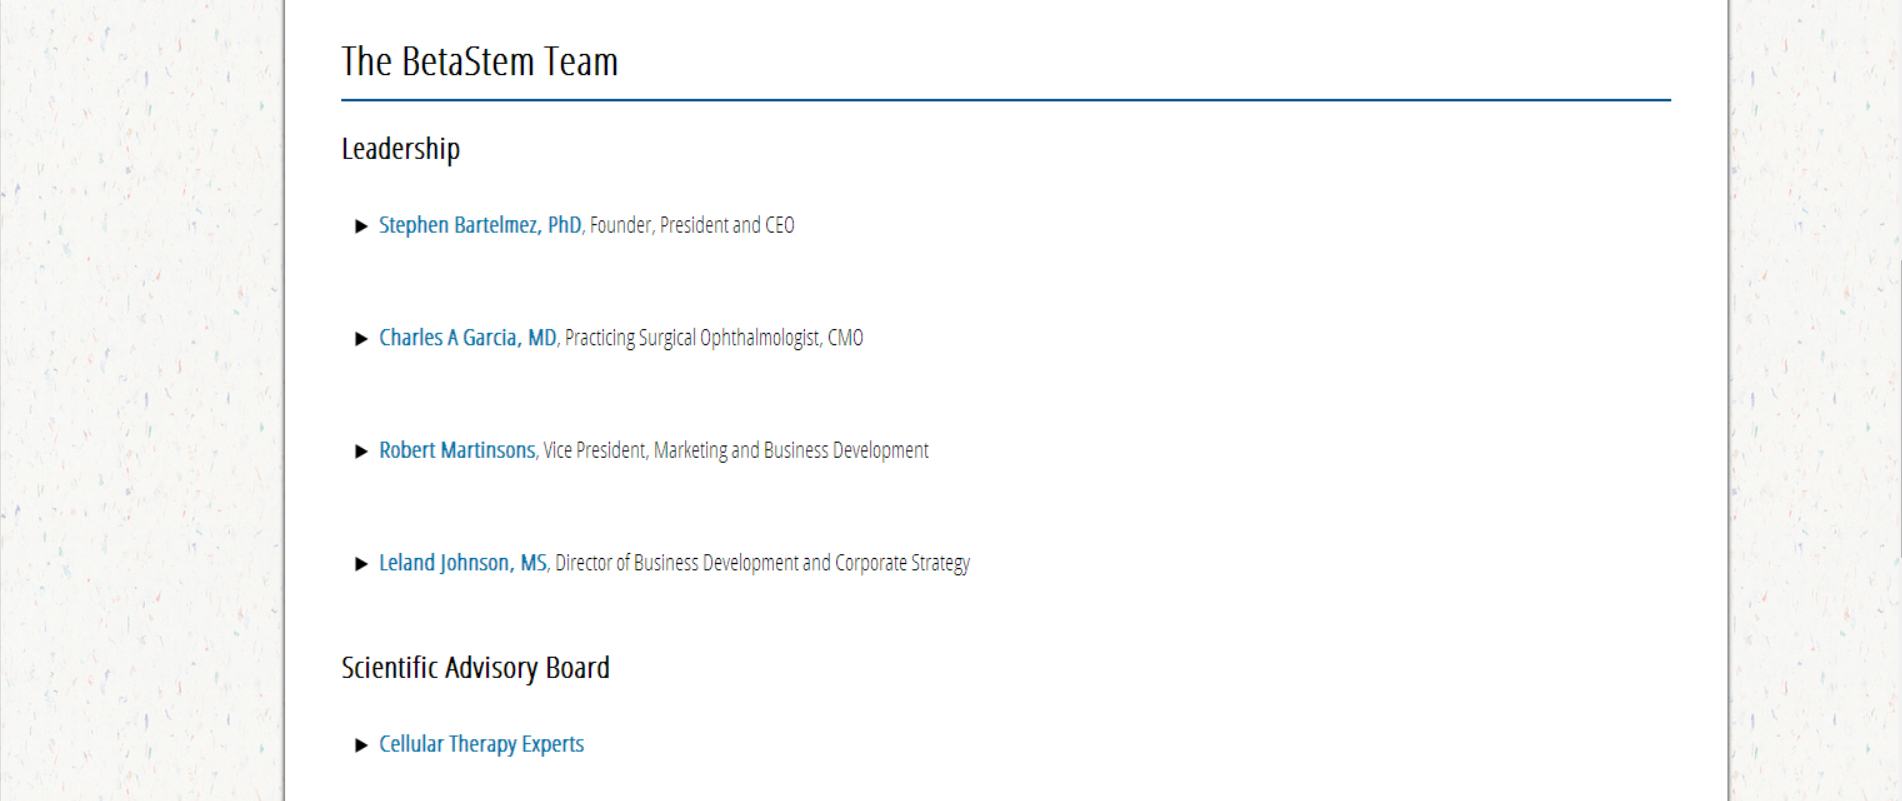 The BetaStem Team
Leadership
Stephen Bartelmez, PhD, Founder, President and CEO
Charles A Garcia, MD, Practicing Surgical Ophthalmologist, CMO
Robert Martinsons, Vice President, Marketing and Business Development
Leland Johnson, MS, Director of Business Development and Corporate Strategy
Scientific Advisory Board
Cellular Therapy Experts